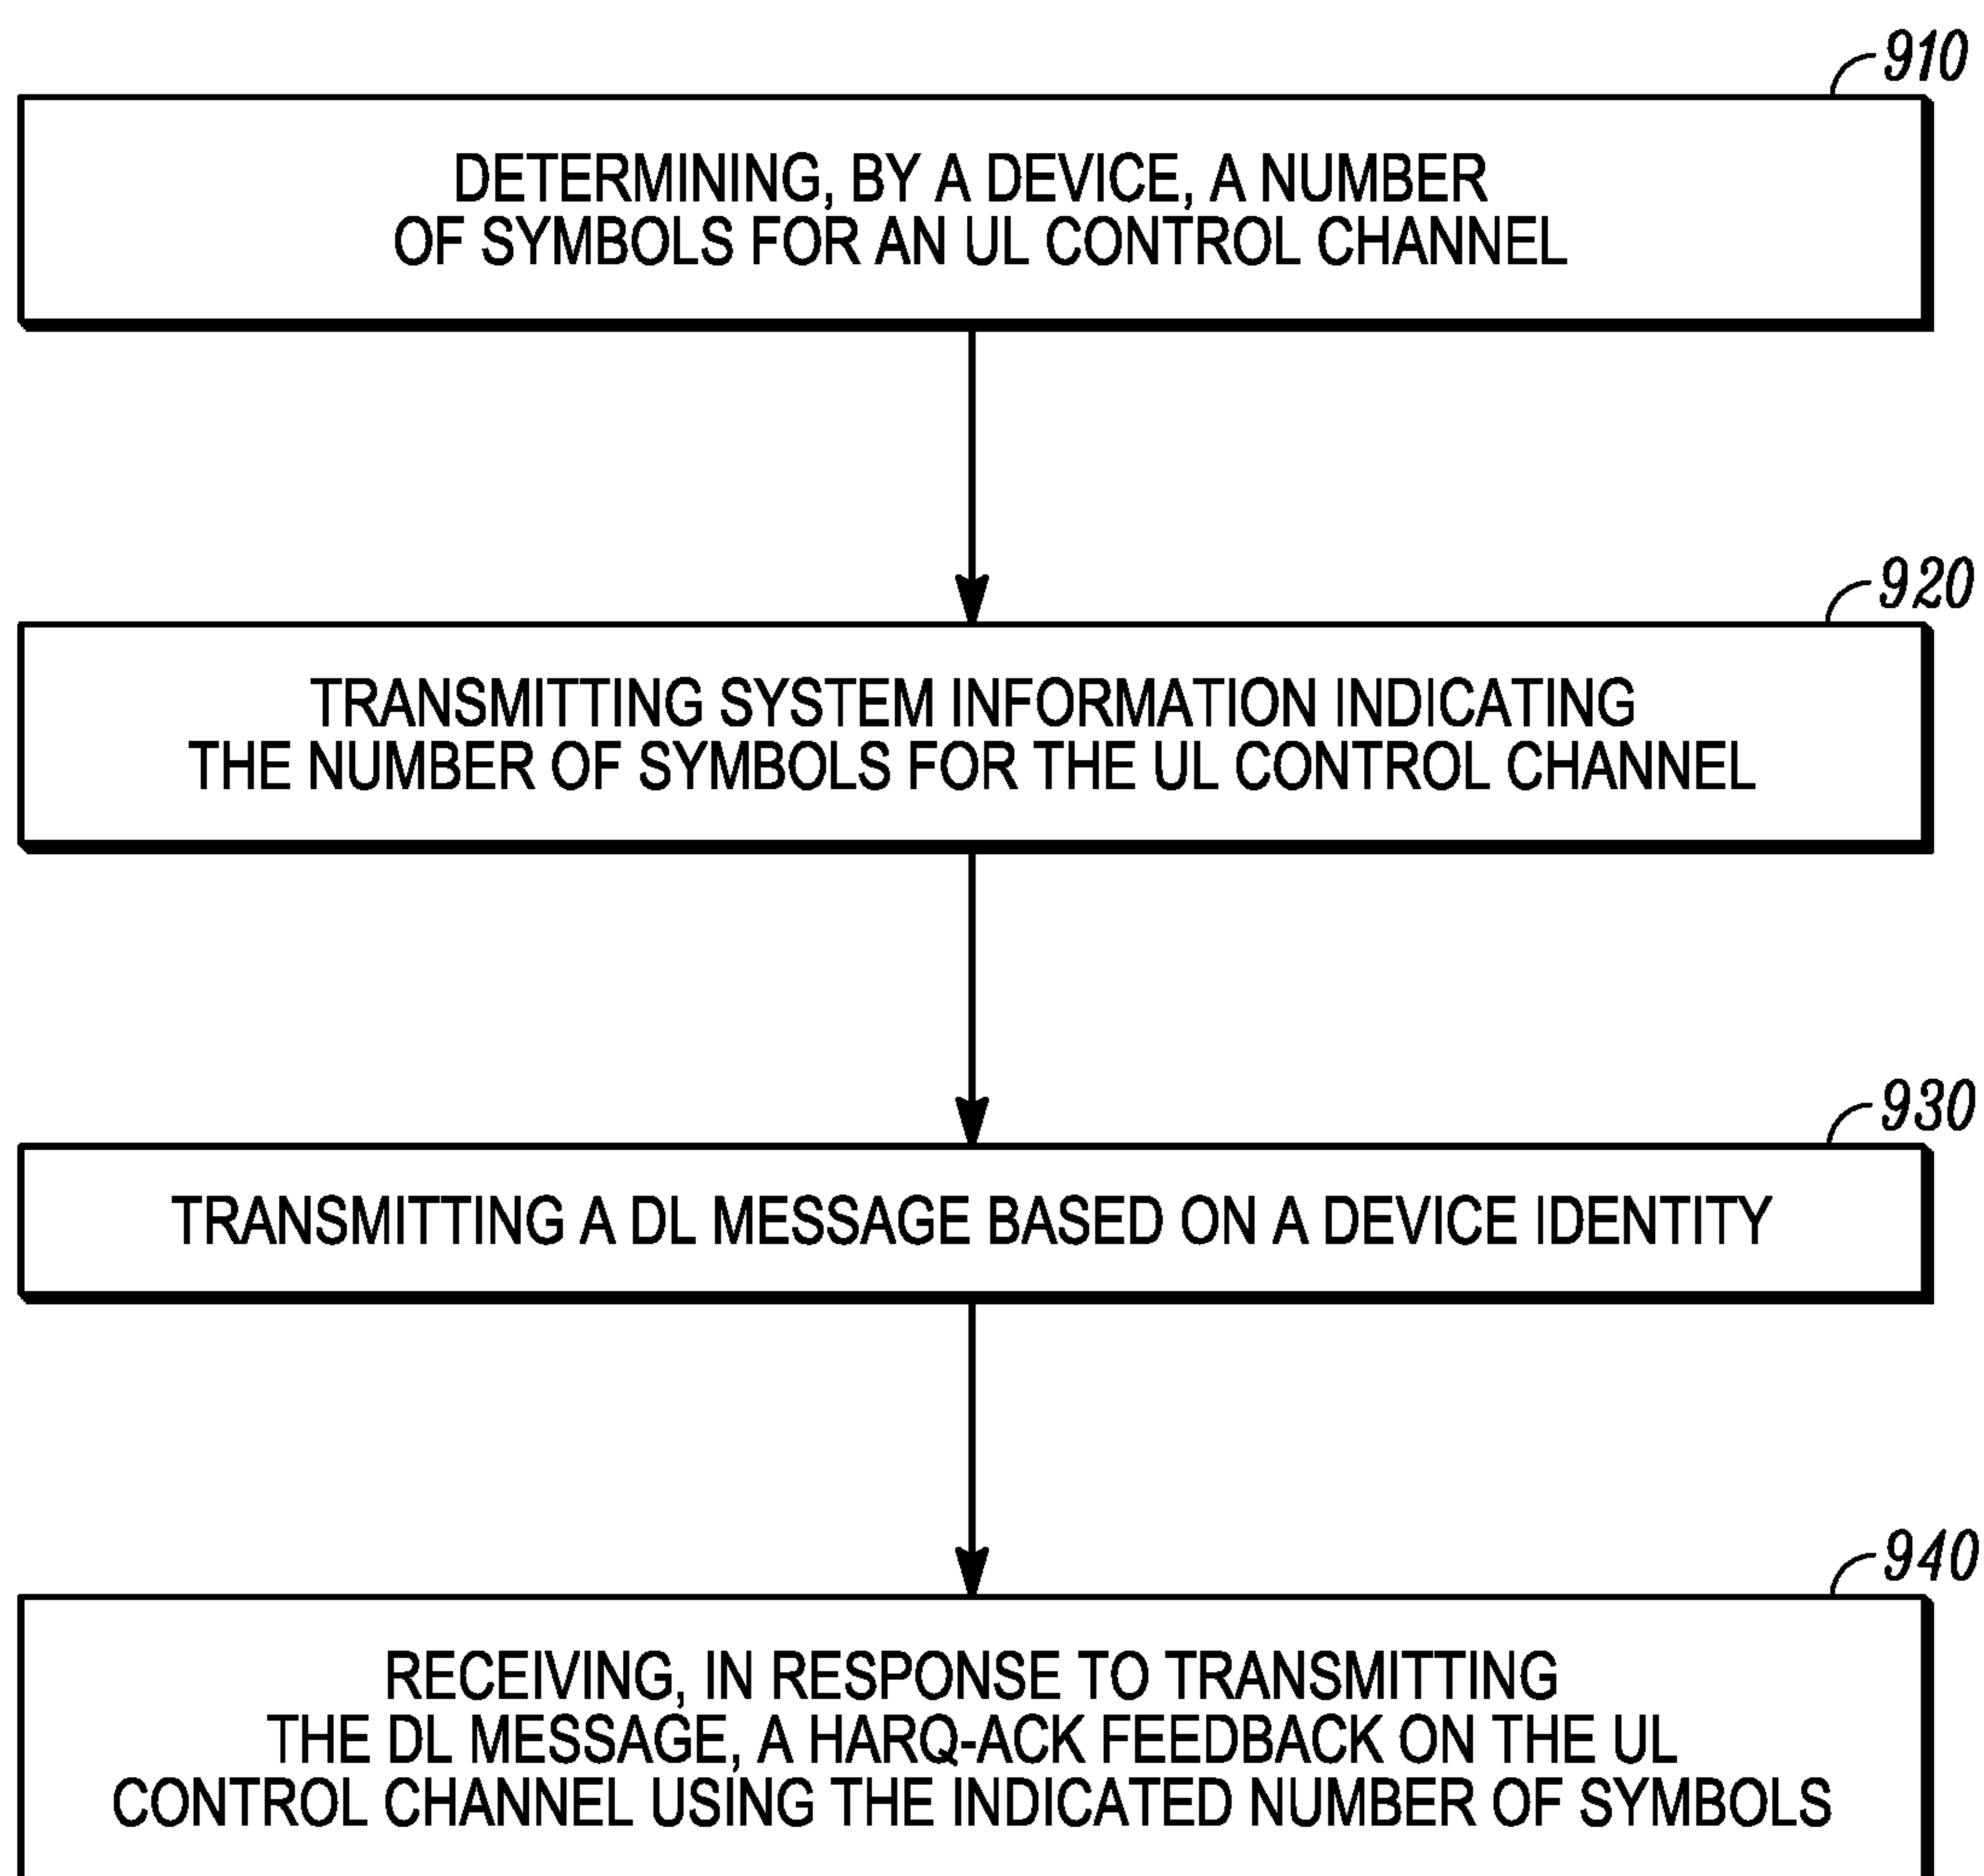 910
DETERMINING, BY A DEVICE, A NUMBER
OF SYMBOLS FOR AN UL CONTROL CHANNEL
920
TRANSMITTING SYSTEM INFORMATION INDICATING
THE NUMBER OF SYMBOLS FOR THE UL CONTROL CHANNEL
930
TRANSMITTING A DL MESSAGE BASED ON A DEVICE IDENTITY
940
RECEIVING, IN RESPONSE TO TRANSMITTING
THE DL MESSAGE, A HARQ-ACK FEEDBACK ON THE UL
CONTROL CHANNEL USING THE INDICATED NUMBER OF SYMBOLS